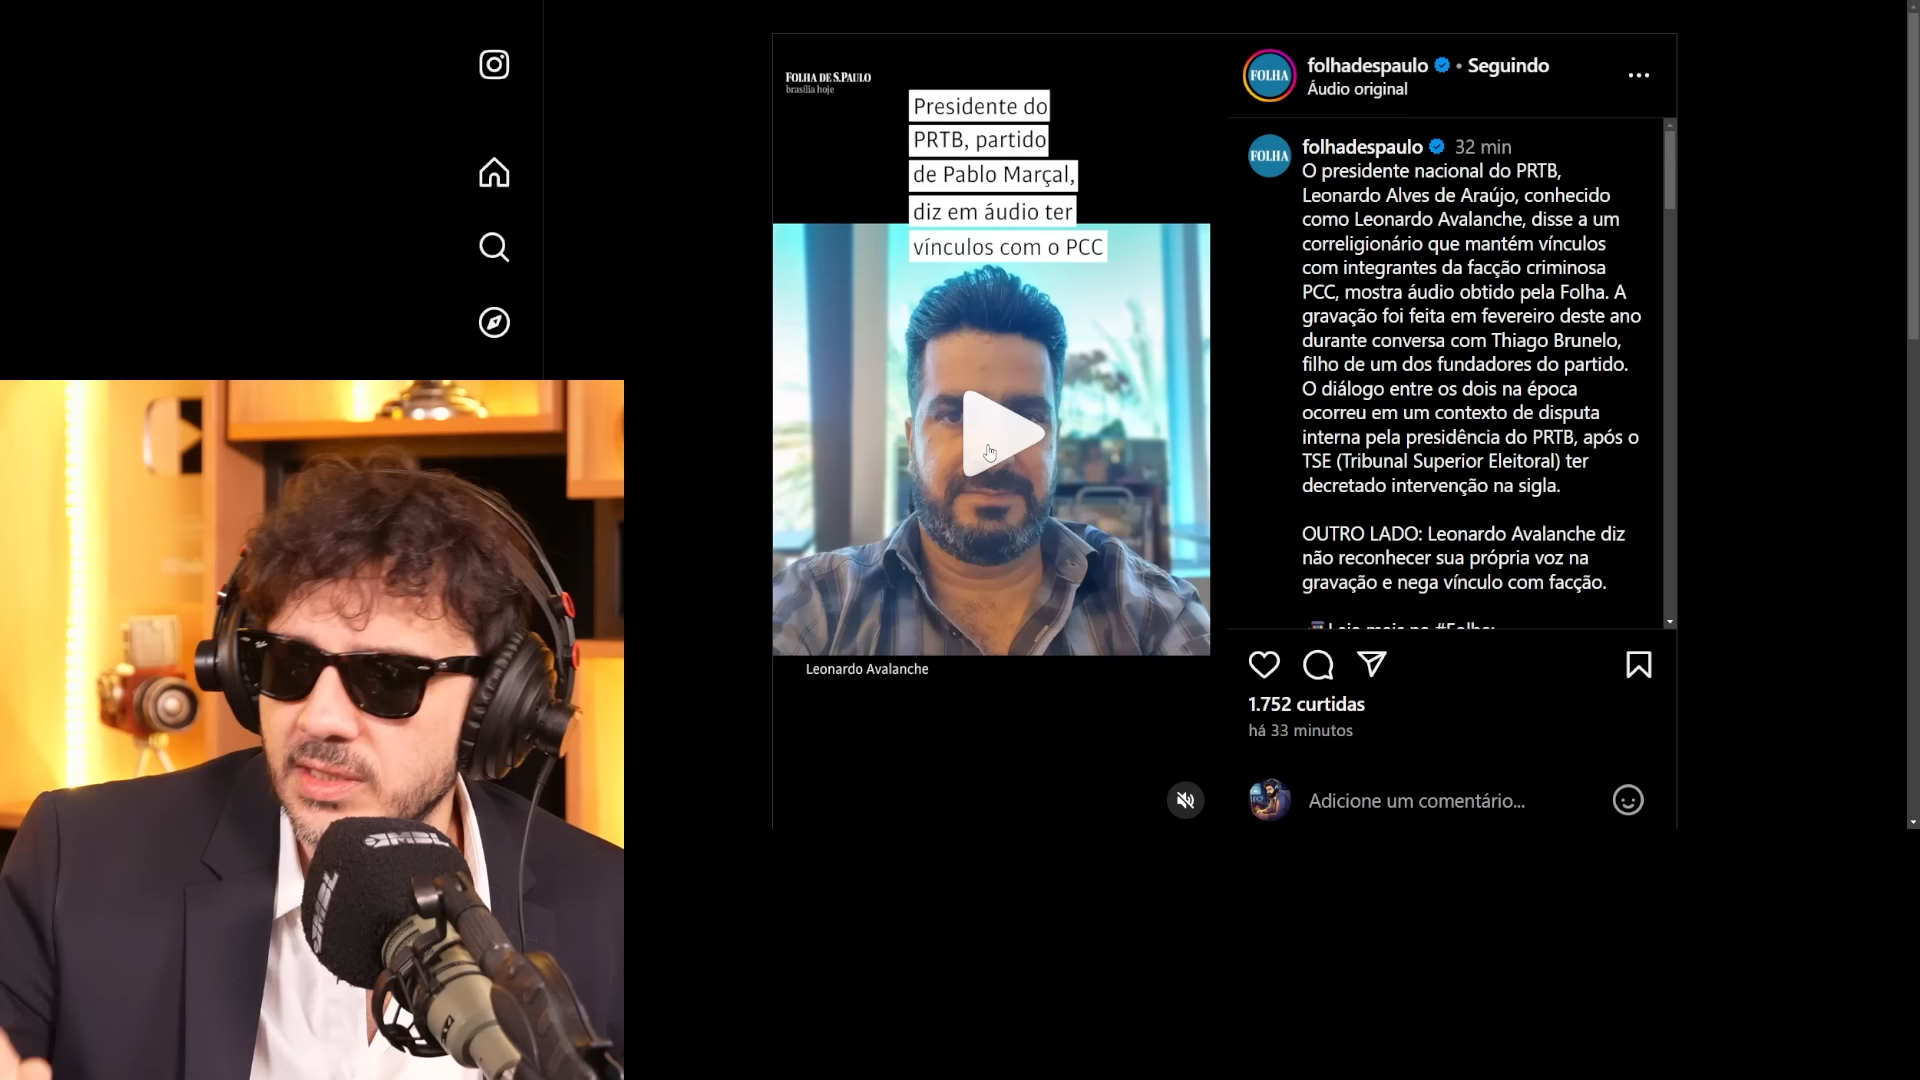 FOLHA DE S.PAULO
brasília hoje
Presidente do
PRTB, partido
de Pablo Marçal,
diz em áudio ter
vínculos com o PCC
Leonardo Avalanche
FOLHA
folhadespaulo • Seguindo
Áudio original
FOLHA
folhadespaulo 32 min
O presidente nacional do PRTB,
Leonardo Alves de Araújo, conhecido
como Leonardo Avalanche, disse a um
correligionário que mantém vínculos
com integrantes da facção criminosa
PCC, mostra áudio obtido pela Folha. A
gravação foi feita em fevereiro deste ano
durante conversa com Thiago Brunelo,
filho de um dos fundadores do partido.
O diálogo entre os dois na época
ocorreu em um contexto de disputa
interna pela presidência do PRTB, após o
TSE (Tribunal Superior Eleitoral) ter
decretado intervenção na sigla.
OUTRO LADO: Leonardo Avalanche diz
não reconhecer sua própria voz na
gravação e nega vínculo com facção.
1.752 curtidas
há 33 minutos
Adicione um comentário...